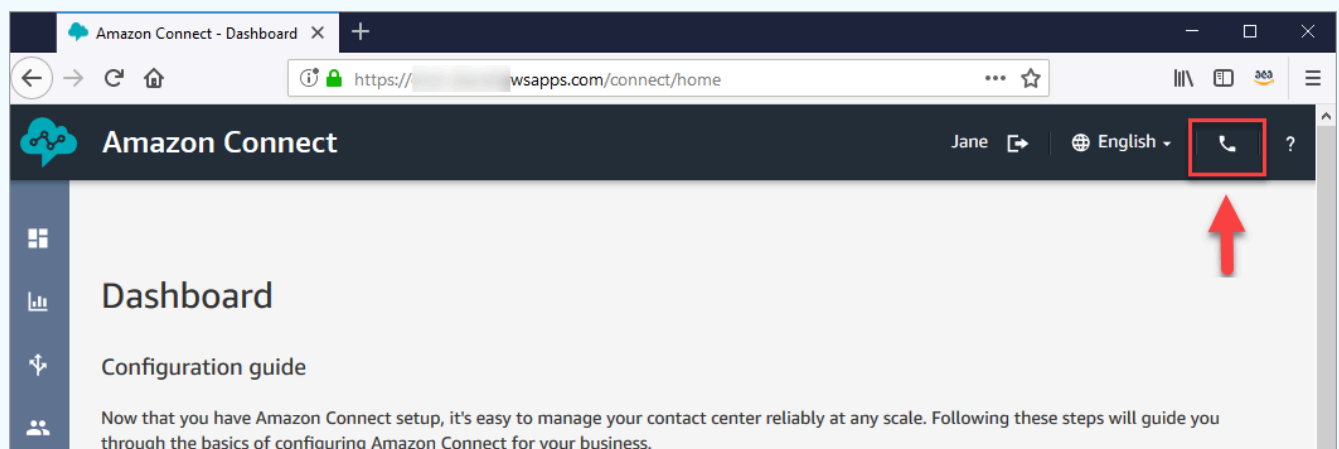 Amazon Connect - Dashboard
https:// wsapps.com/connect/home
Amazon Connect
Jane
English
?
Dashboard
Configuration guide
Now that you have Amazon Connect setup, it's easy to manage your contact center reliably at any scale. Following these steps will guide you
through the basics of configuring Amazon Connect for your business.